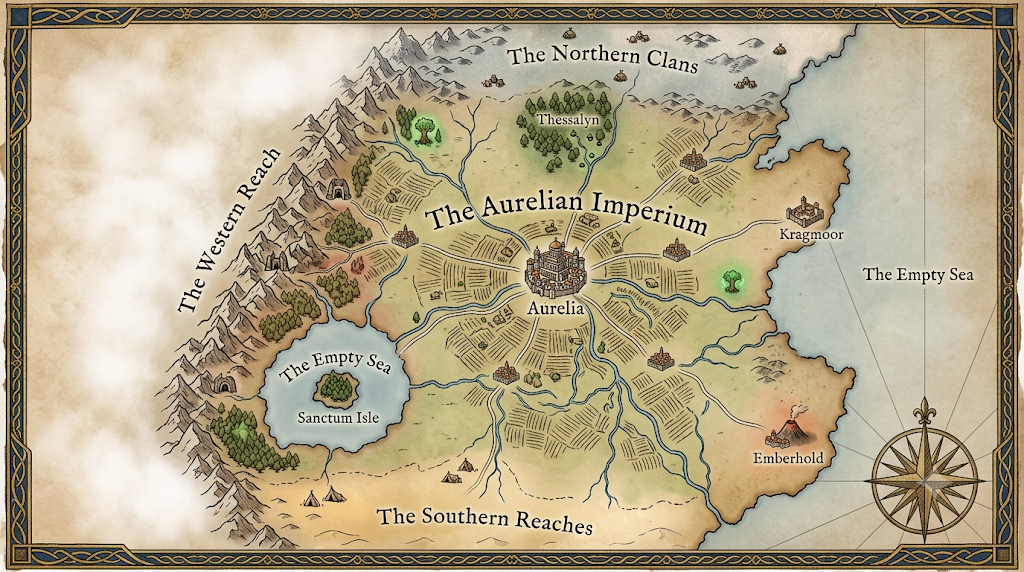 The Northern Clans
Thessalyn
The Western Reach
The Aurelian Imperium
Kragmoor
The Empty Sea
Aurelia
The Empty Sea
Sanctum Isle
Emberhold
The Southern Reaches